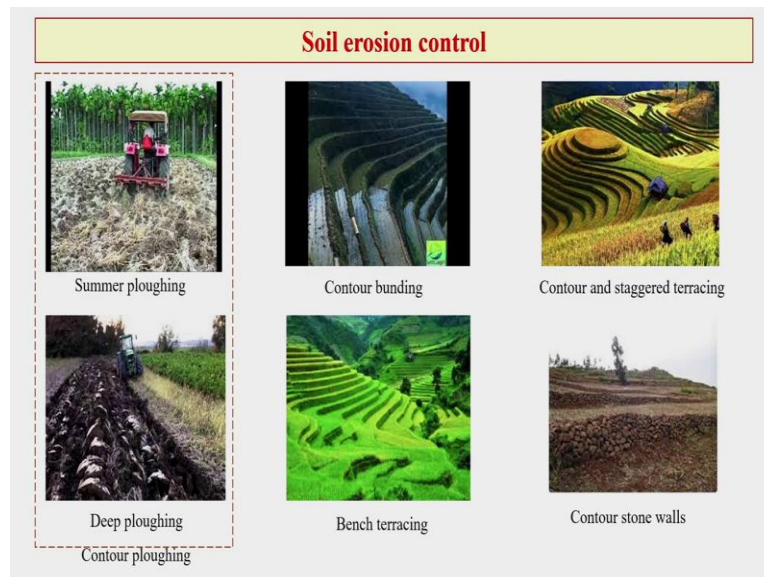 Soil erosion control
Summer ploughing
Contour bunding
Contour and staggered terracing
Deep ploughing
Bench terracing
Contour stone walls
Contour ploughing